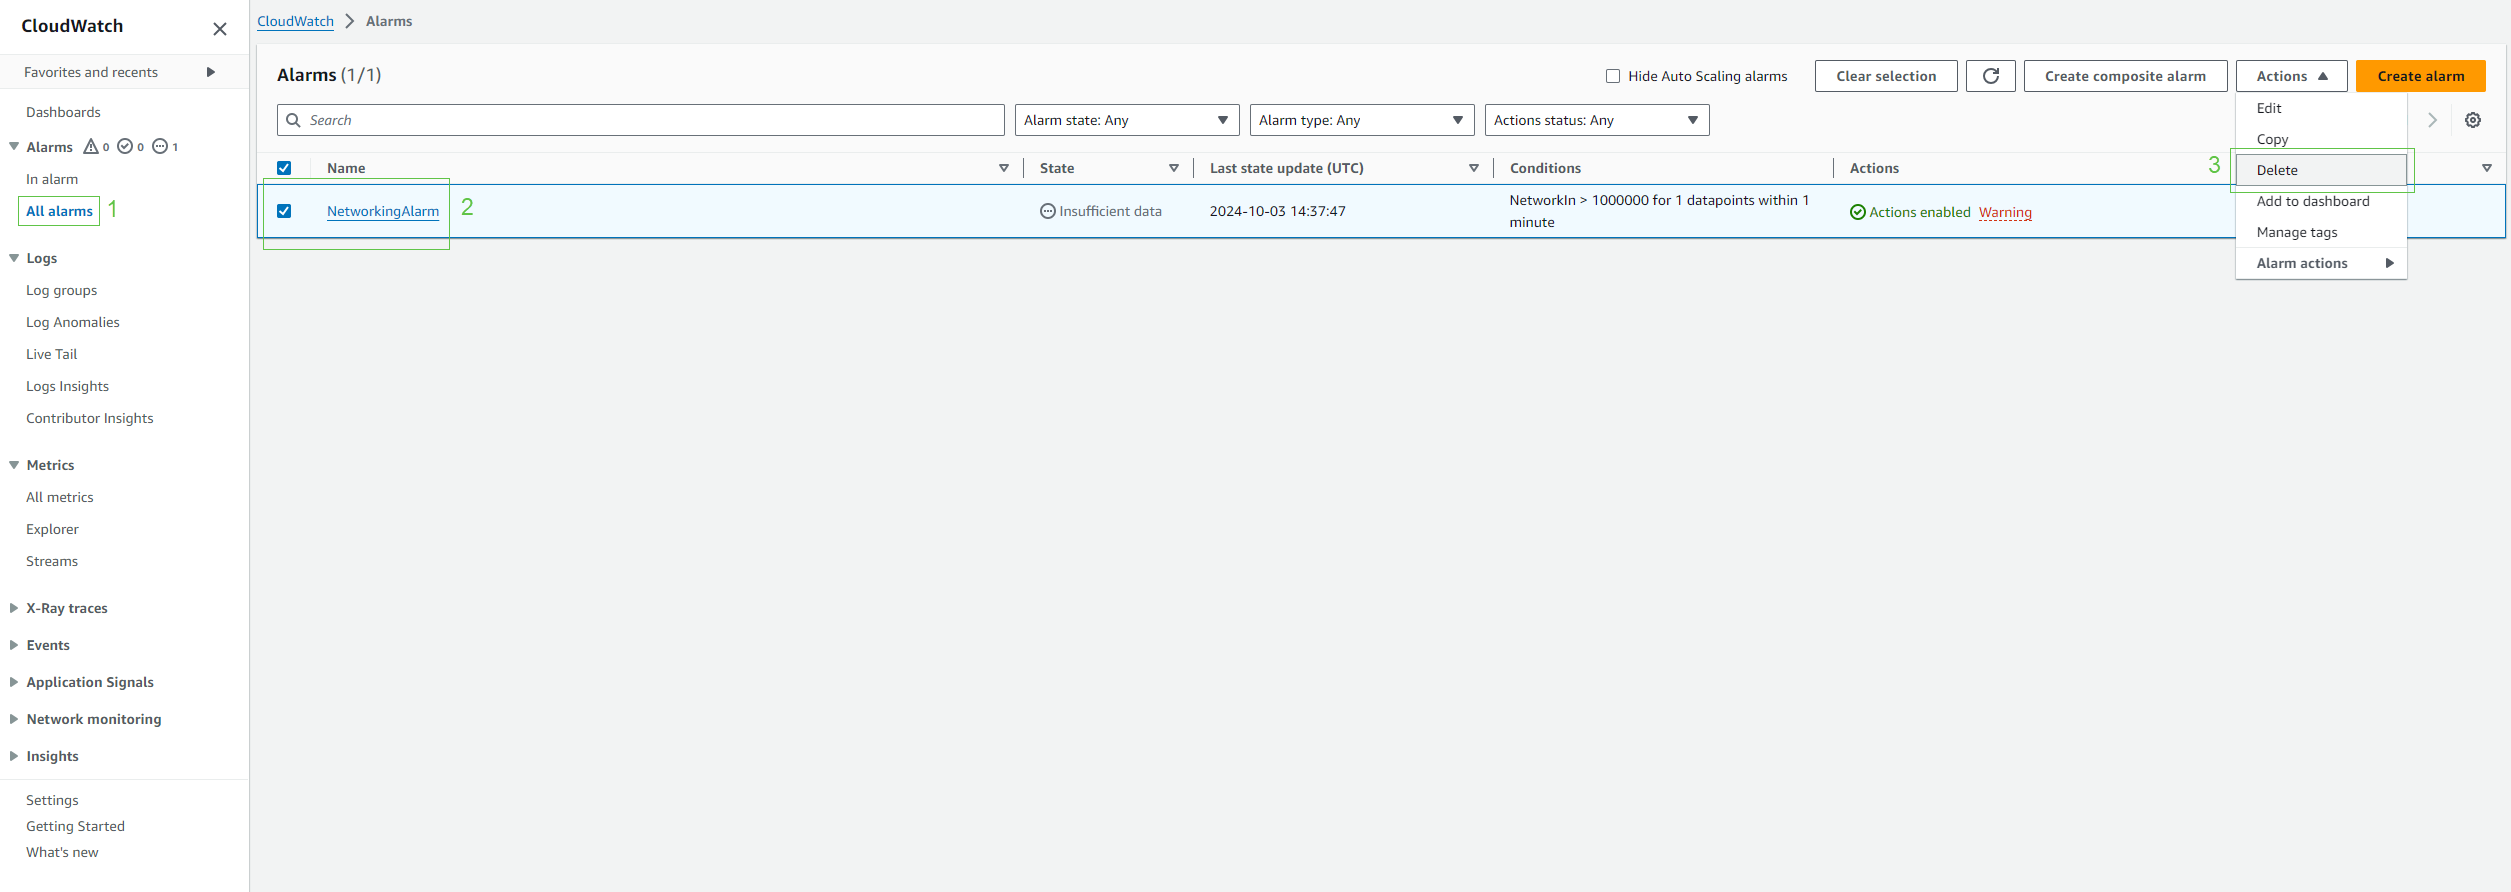 CloudWatch
Favorites and recents
Dashboards
Alarms 0 0 1
In alarm
All alarms 1
Logs
Log groups
Log Anomalies
Live Tail
Logs Insights
Contributor Insights
Metrics
All metrics
Explorer
Streams
X-Ray traces
Events
Application Signals
Network monitoring
Insights
Settings
Getting Started
What's new
CloudWatch > Alarms
Alarms (1/1)
Hide Auto Scaling alarms
Clear selection
Create composite alarm
Actions
Create alarm
Search
Alarm state: Any
Alarm type: Any
Actions status: Any
Name State Last state update (UTC) Conditions Actions
NetworkingAlarm 2 Insufficient data 2024-10-03 14:37:47 NetworkIn > 1000000 for 1 datapoints within 1
minute
Actions enabled Warning
Edit
Copy
3 Delete
Add to dashboard
Manage tags
Alarm actions